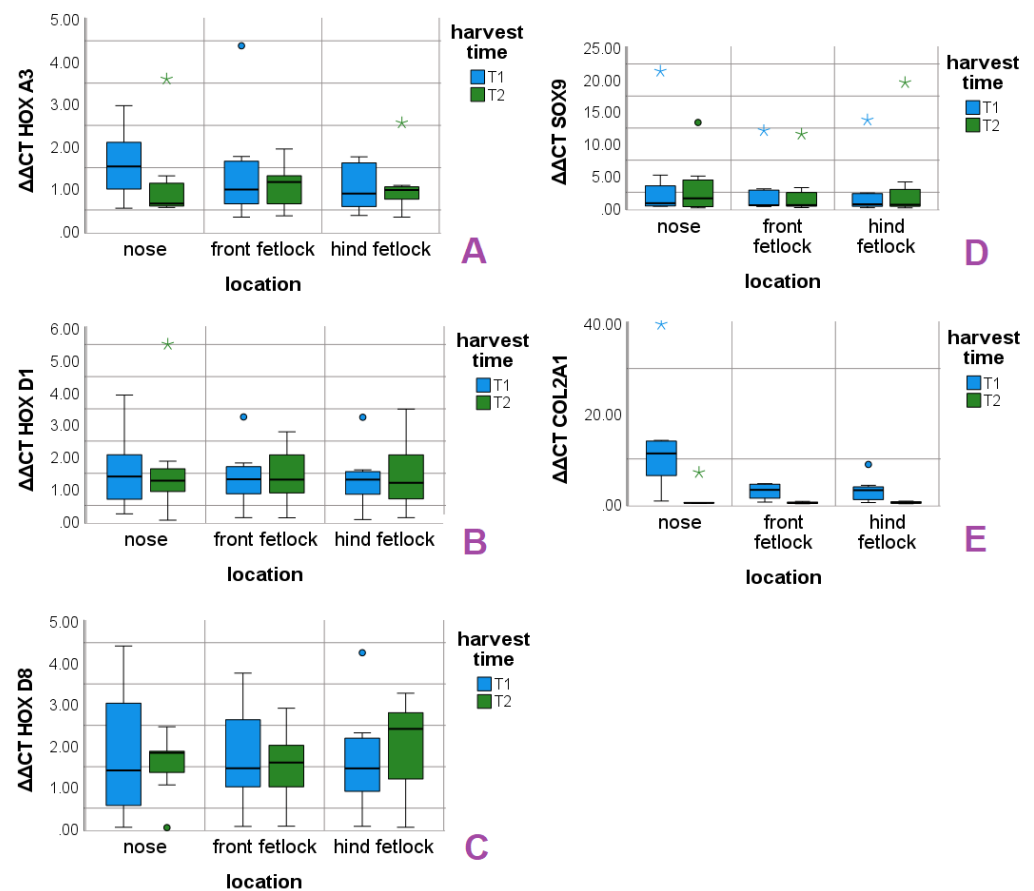 5.00
4.00
3.00
2.00
1.00
.00
ΔΔCT HOX A3
nose
front fetlock
hind fetlock
location
harvest
time
T1
T2
A
6.00
5.00
4.00
3.00
2.00
1.00
.00
ΔΔCT HOX D1
nose
front fetlock
hind fetlock
location
harvest
time
T1
T2
B
5.00
4.00
3.00
2.00
1.00
.00
ΔΔCT HOX D8
nose
front fetlock
hind fetlock
location
harvest
time
T1
T2
C
25.00
20.00
15.00
10.00
5.00
.00
ΔΔCT SOX9
nose
front
fetlock
hind
fetlock
location
harvest
time
T1
T2
D
40.00
20.00
.00
ΔΔCT COL2A1
nose
front
fetlock
hind
fetlock
location
harvest
time
T1
T2
E